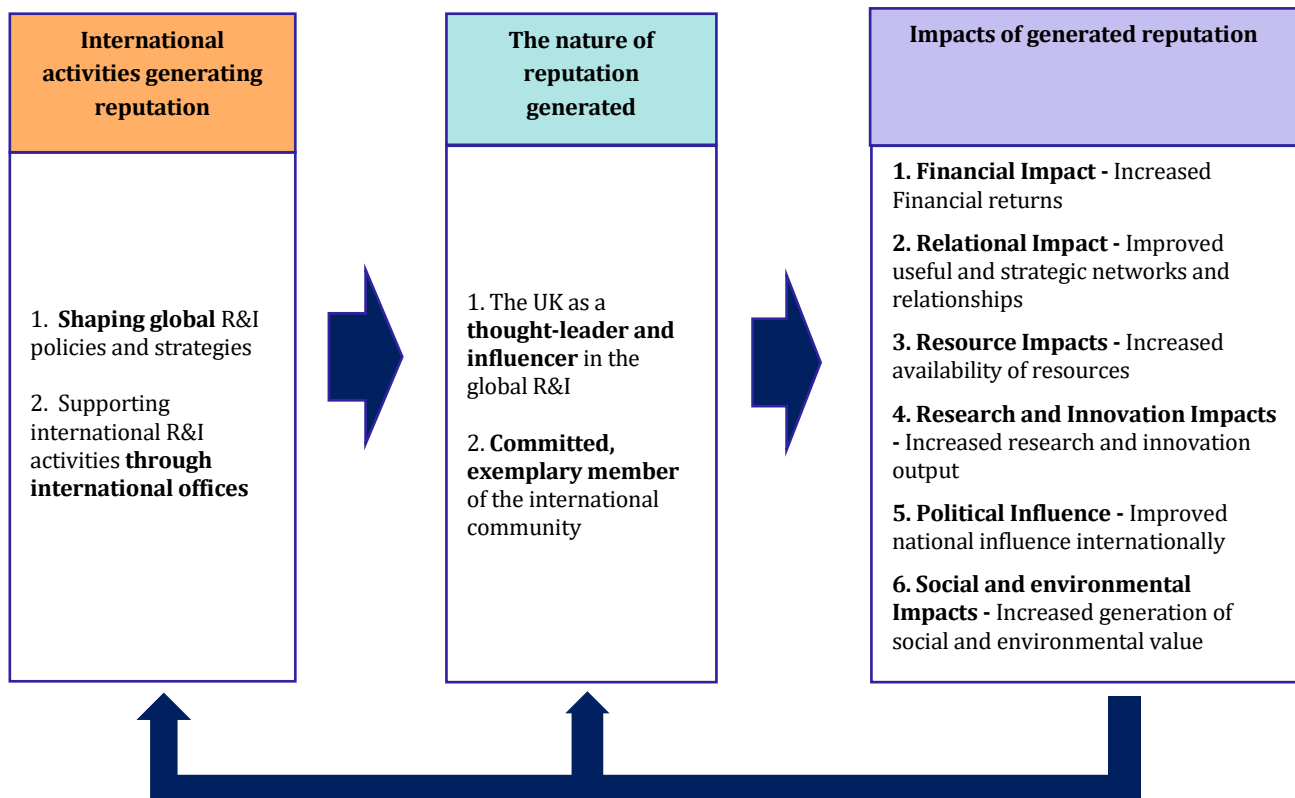 International
activities generating
reputation
1. Shaping global R&I
policies and strategies
2. Supporting
international R&I
activities through
international offices
The nature of
reputation
generated
1. The UK as a
thought-leader and
influencer in the
global R&I
2. Committed,
exemplary member
of the international
community
Impacts of generated reputation
1. Financial Impact - Increased
Financial returns
2. Relational Impact - Improved
useful and strategic networks and
relationships
3. Resource Impacts - Increased
availability of resources
4. Research and Innovation Impacts
- Increased research and innovation
output
5. Political Influence - Improved
national influence internationally
6. Social and environmental
Impacts - Increased generation of
social and environmental value